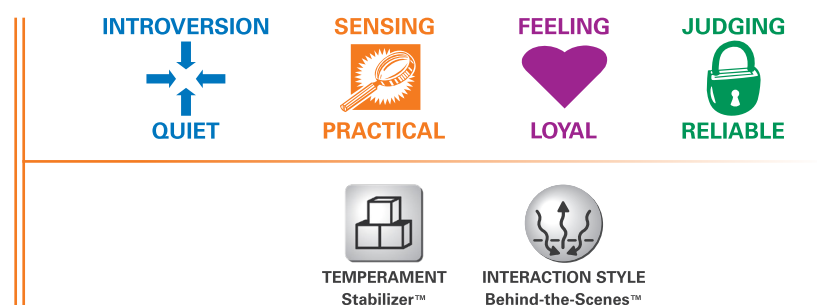 INTROVERSION SENSING FEELING JUDGING
QUIET PRACTICAL LOYAL RELIABLE
TEMPERAMENT INTERACTION STYLE
Stabilizer™ Behind-the-Scenes™